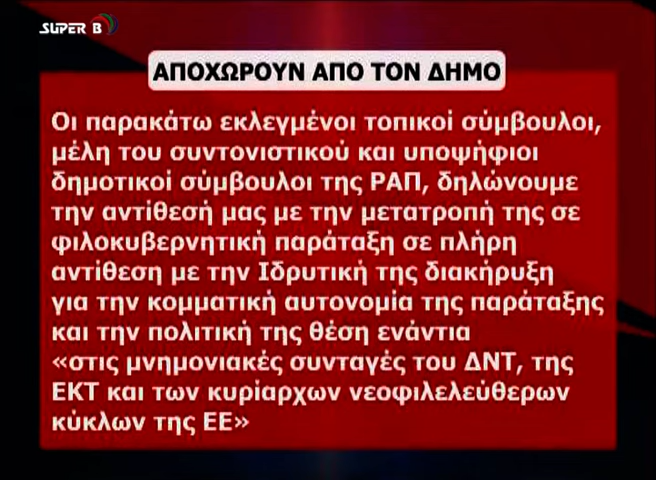 SUPER B
ΑΠΟΧΩΡΟΥΝ ΑΠΟ ΤΟΝ ΔΗΜΟ
Οι παρακάτω εκλεγμένοι τοπικοί σύμβουλοι,
μέλη του συντονιστικού και υποψήφιοι
δημοτικοί σύμβουλοι της ΡΑΠ, δηλώνουμε
την αντίθεσή μας με την μετατροπή της σε
φιλοκυβερνητική παράταξη σε πλήρη
αντίθεση με την Ιδρυτική της διακήρυξη
για την κομματική αυτονομία της παράταξης
και την πολιτική της θέση ενάντια
«στις μνημονιακές συνταγές του ΔΝΤ, της
ΕΚΤ και των κυρίαρχων νεοφιλελεύθερων
κύκλων της ΕΕ»